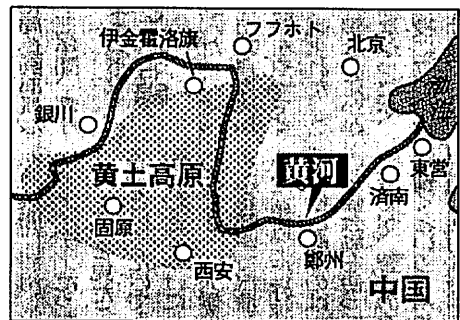 伊金霍洛旗
フフホト
北京
銀川
黄土高原
黄河
東営
済南
固原
西安
鄭州
中国